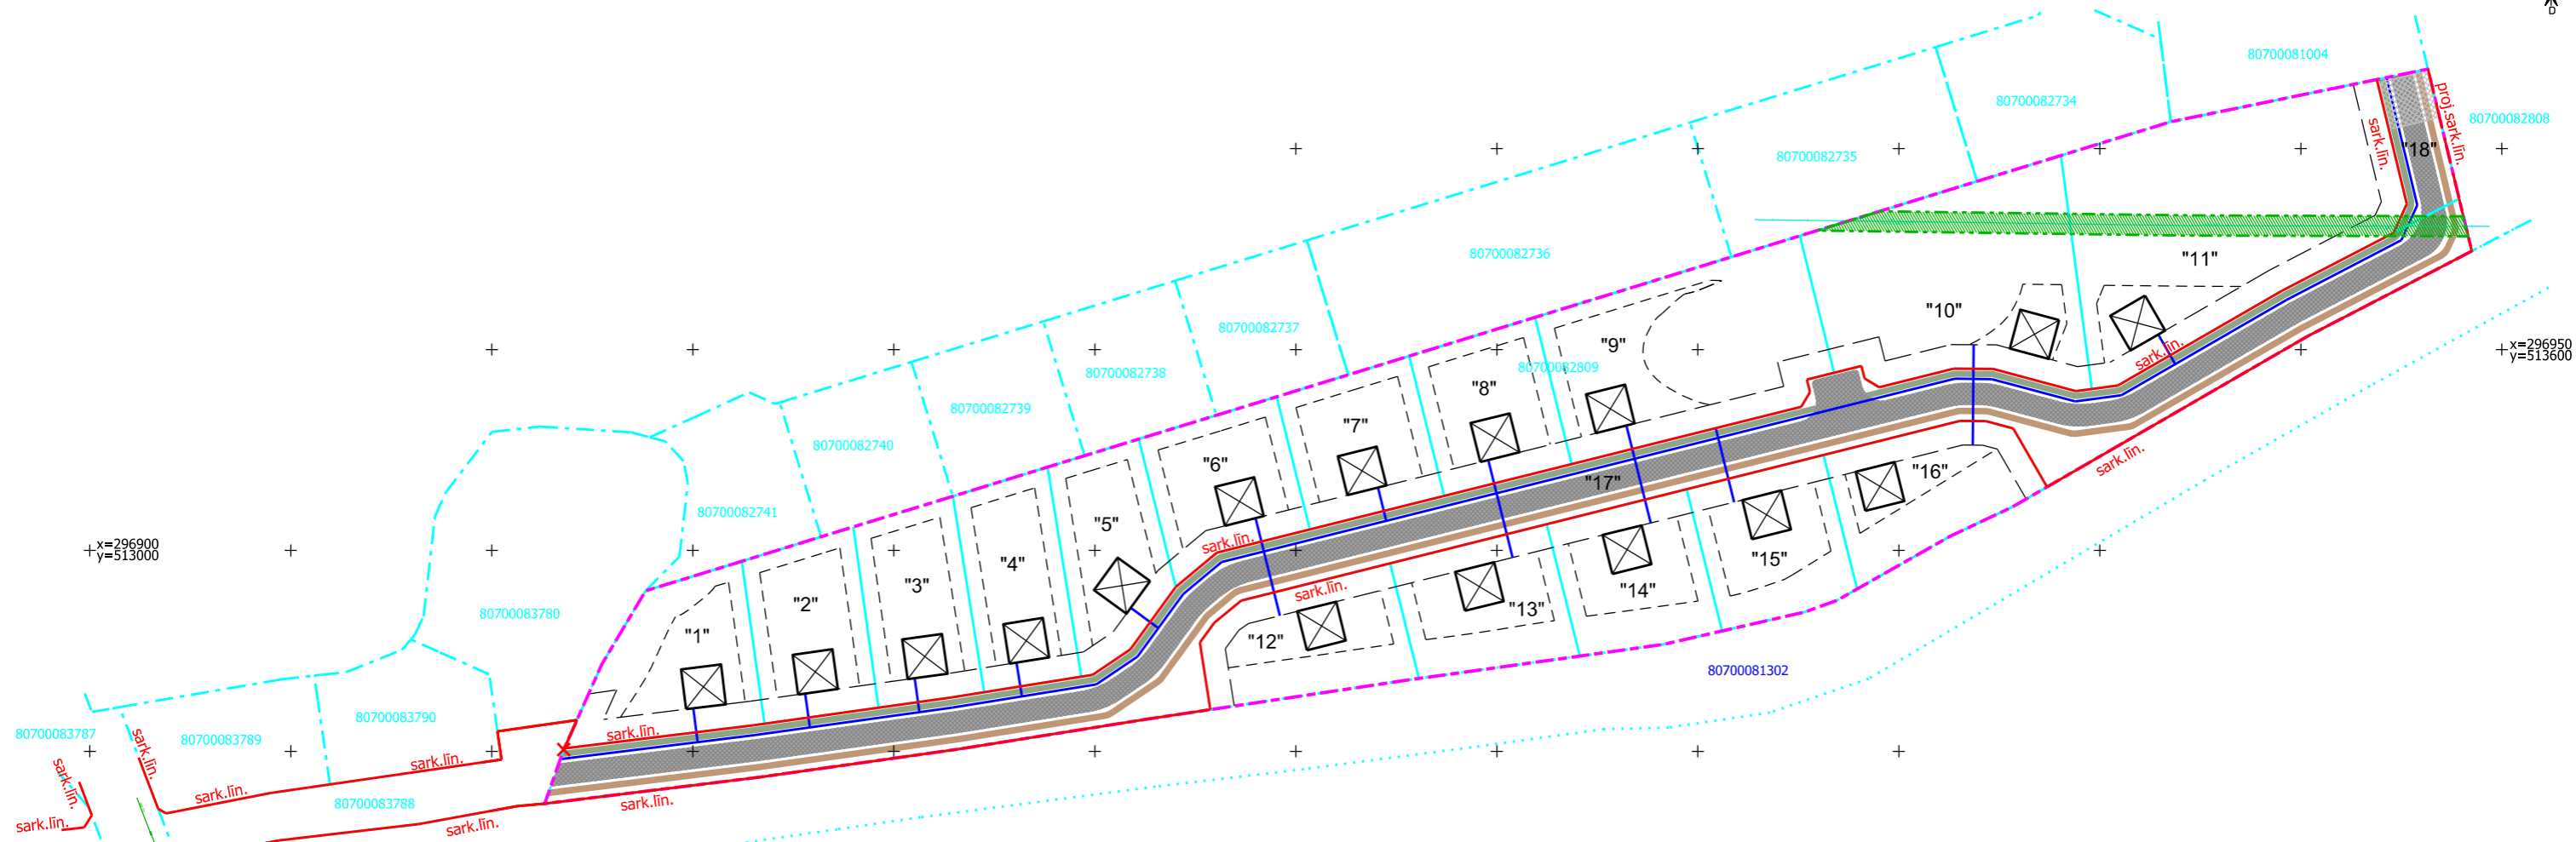 D
80700081004
80700082734
80700082808
proj.sark.līn.
sark.līn.
"18"
80700082735
80700082736
"11"
"10"
80700082737
x=296950
y=513600
"9"
80700082809
sark.līn.
80700082738
"8"
80700082739
"7"
80700082740
"6"
"16"
sark.līn.
"17"
80700082741
"5"
x=296900
y=513000
sark.līn.
"15"
"4"
"3"
"14"
sark.līn.
"2"
"13"
80700083780
"1"
"12"
80700081302
80700083790
80700083787
80700083789
sark.līn.
sark.līn.
sark.līn.
sark.līn.
sark.līn.
80700083788
sark.līn.
sark.līn.
sark.līn.